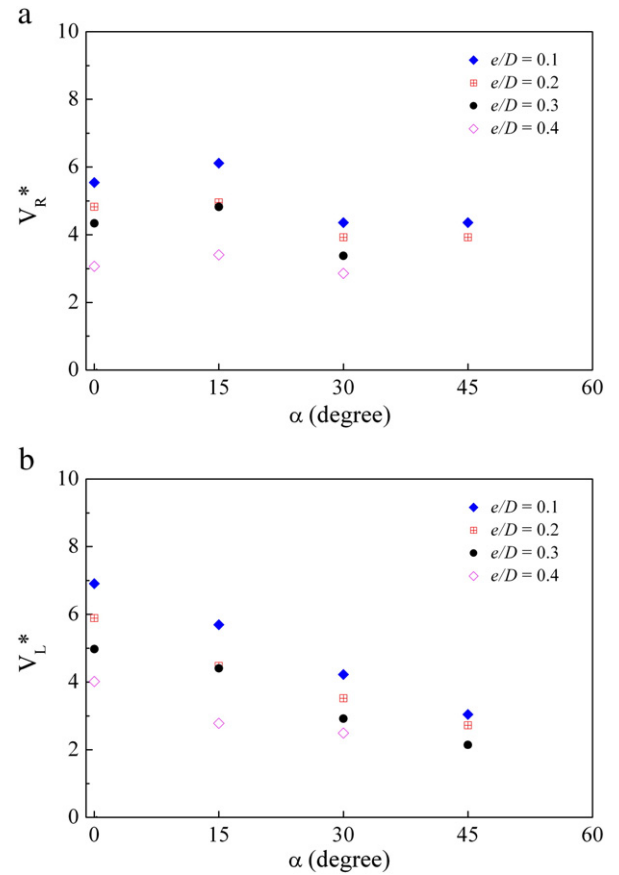 a
10
8
6
4
2
0
V_R*
e/D = 0.1
e/D = 0.2
e/D = 0.3
e/D = 0.4
0 15 30 45 60
α (degree)
b
10
8
6
4
2
0
V_L*
e/D = 0.1
e/D = 0.2
e/D = 0.3
e/D = 0.4
0 15 30 45 60
α (degree)